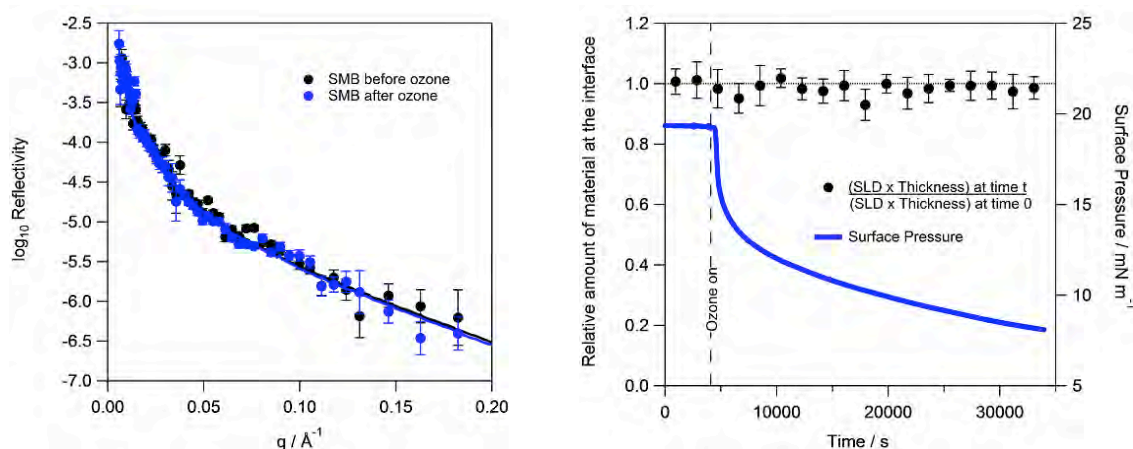 -2.5
-3.0
-3.5
-4.0
-4.5
-5.0
-5.5
-6.0
-6.5
-7.0
log10 Reflectivity
SMB before ozone
SMB after ozone
0.00
0.05
0.10
0.15
0.20
q / Å-1
1.2
1.0
0.8
0.6
0.4
0.2
0.0
Relative amount of material at the interface
Ozone on
(SLD x Thickness) at time t
(SLD x Thickness) at time 0
Surface Pressure
25
20
15
10
5
Surface Pressure / mN m-1
0
10000
20000
30000
Time / s